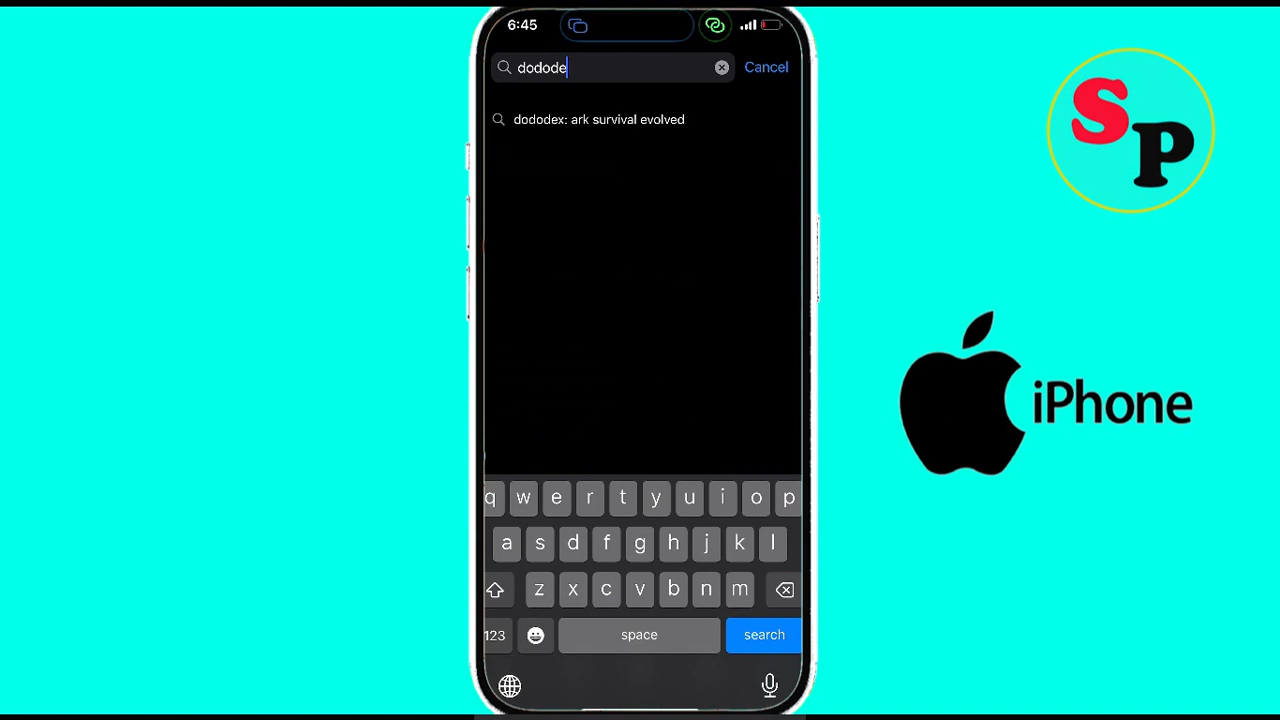 6:45
dodode
Cancel
dododex: ark survival evolved
SP
iPhone
q w e r t y u i o p
a s d f g h j k l
z x c v b n m
123
space
search